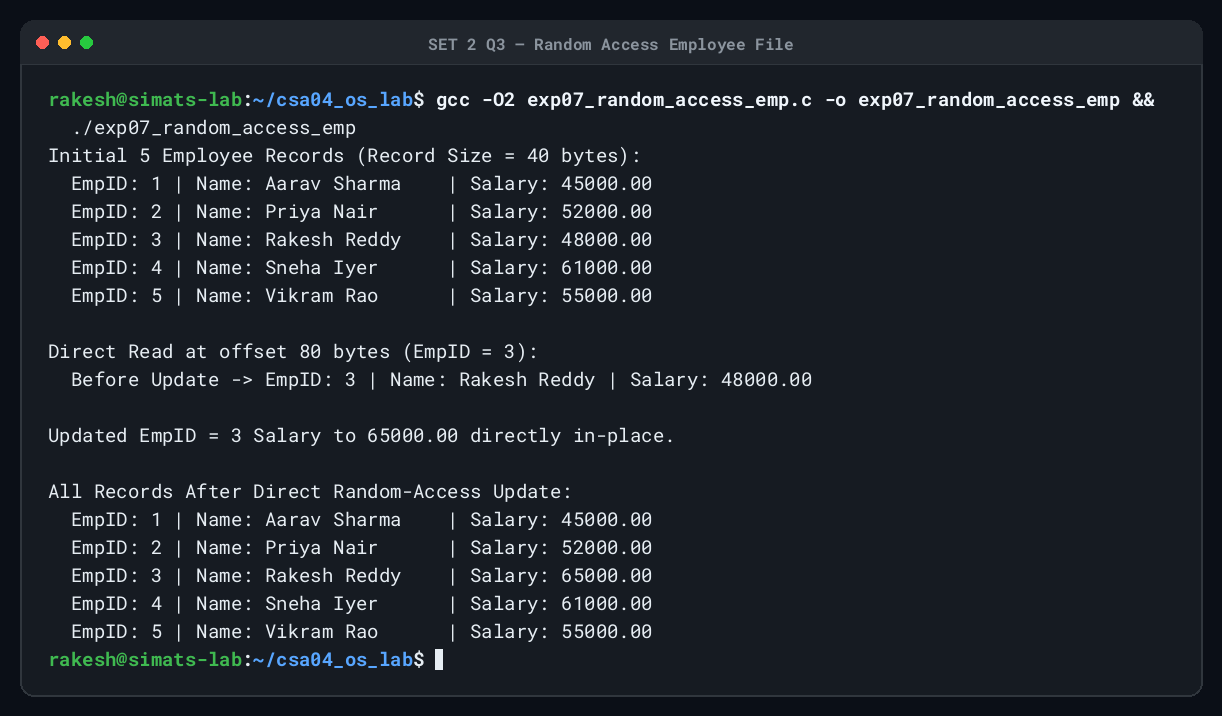 SET 2 Q3 — Random Access Employee File
rakesh@simats-lab:~/csa04_os_lab$ gcc -O2 exp07_random_access_emp.c -o exp07_random_access_emp &&
./exp07_random_access_emp
Initial 5 Employee Records (Record Size = 40 bytes):
EmpID: 1 | Name: Aarav Sharma    | Salary: 45000.00
EmpID: 2 | Name: Priya Nair      | Salary: 52000.00
EmpID: 3 | Name: Rakesh Reddy    | Salary: 48000.00
EmpID: 4 | Name: Sneha Iyer      | Salary: 61000.00
EmpID: 5 | Name: Vikram Rao      | Salary: 55000.00
Direct Read at offset 80 bytes (EmpID = 3):
Before Update -> EmpID: 3 | Name: Rakesh Reddy | Salary: 48000.00
Updated EmpID = 3 Salary to 65000.00 directly in-place.
All Records After Direct Random-Access Update:
EmpID: 1 | Name: Aarav Sharma    | Salary: 45000.00
EmpID: 2 | Name: Priya Nair      | Salary: 52000.00
EmpID: 3 | Name: Rakesh Reddy    | Salary: 65000.00
EmpID: 4 | Name: Sneha Iyer      | Salary: 61000.00
EmpID: 5 | Name: Vikram Rao      | Salary: 55000.00
rakesh@simats-lab:~/csa04_os_lab$